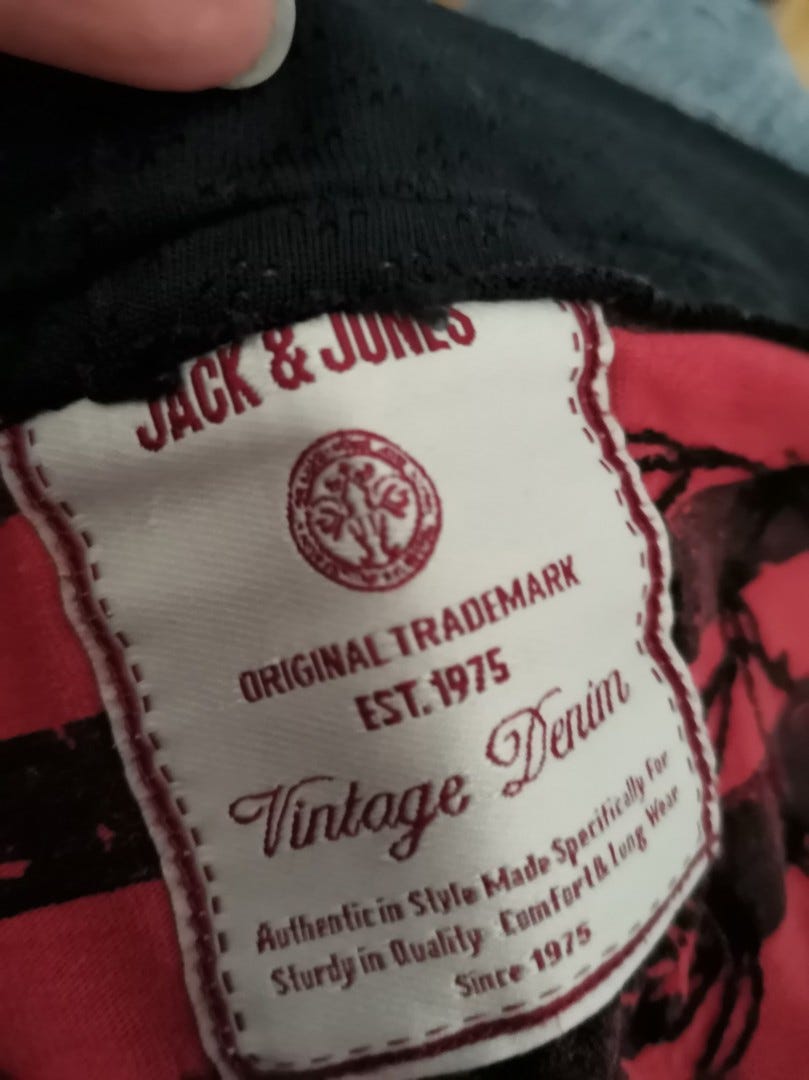 JACK & JONES
ORIGINAL TRADEMARK
EST. 1975
Vintage Denim
Authentic in Style Made Specifically For
Sturdy in Quality Comfort & Long Wear
Since 1975